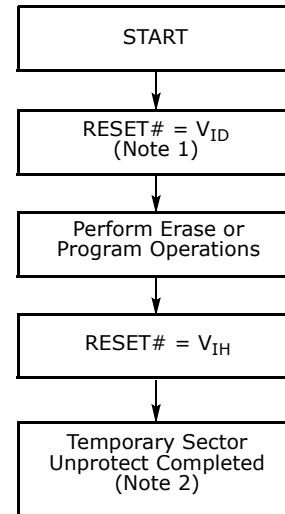 START
RESET# = VID
(Note 1)
Perform Erase or
Program Operations
RESET# = VIH
Temporary Sector
Unprotect Completed
(Note 2)